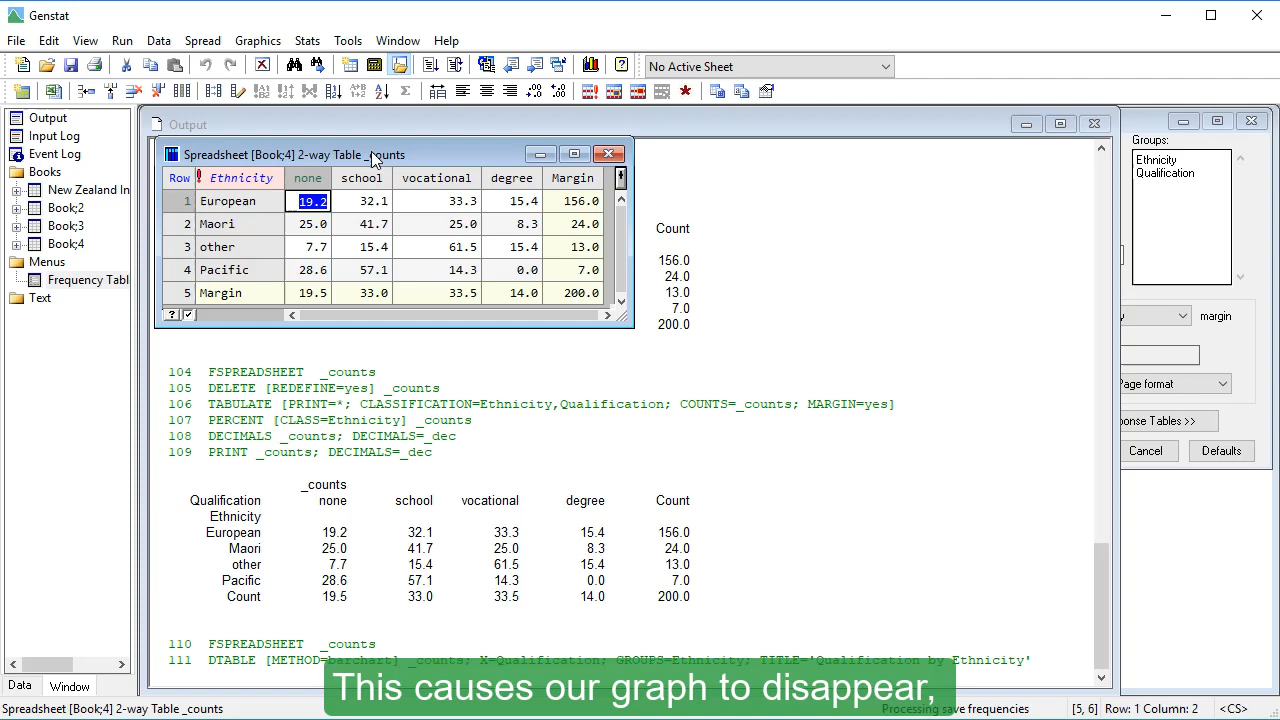 Genstat
File Edit View Run Data Spread Graphics Stats Tools Window Help
No Active Sheet
Output
Input Log
Event Log
Books
New Zealand In
Book;2
Book;3
Book;4
Menus
Frequency Tabl
Text
Data Window
Output
Spreadsheet [Book;4] 2-way Table _counts
Row ! Ethnicity none school vocational degree Margin
1 European 19.2 32.1 33.3 15.4 156.0
2 Maori 25.0 41.7 25.0 8.3 24.0
3 other 7.7 15.4 61.5 15.4 13.0
4 Pacific 28.6 57.1 14.3 0.0 7.0
5 Margin 19.5 33.0 33.5 14.0 200.0
Count
156.0
24.0
13.0
7.0
200.0
104 FSPREADSHEET _counts
105 DELETE [REDEFINE=yes] _counts
106 TABULATE [PRINT=*; CLASSIFICATION=Ethnicity,Qualification; COUNTS=_counts; MARGIN=yes]
107 PERCENT [CLASS=Ethnicity] _counts
108 DECIMALS _counts; DECIMALS=_dec
109 PRINT _counts; DECIMALS=_dec
_counts
Qualification none school vocational degree Count
Ethnicity
European 19.2 32.1 33.3 15.4 156.0
Maori 25.0 41.7 25.0 8.3 24.0
other 7.7 15.4 61.5 15.4 13.0
Pacific 28.6 57.1 14.3 0.0 7.0
Count 19.5 33.0 33.5 14.0 200.0
110 FSPREADSHEET _counts
111 DTABLE [METHOD=barchart] _counts; X=Qualification; GROUPS=Ethnicity; TITLE='Qualification by Ethnicity'
Groups:
Ethnicity
Qualification
margin
Page format
onse Tables >>
Cancel Defaults
This causes our graph to disappear,
Spreadsheet [Book;4] 2-way Table _counts Processing save frequencies [5, 6] Row: 1 Column: 2 <CS>